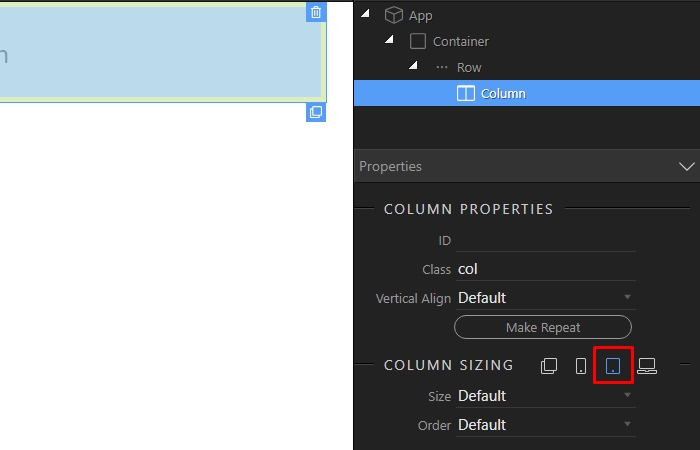 App
Container
Row
Column
Properties
COLUMN PROPERTIES
ID
Class col
Vertical Align Default
Make Repeat
COLUMN SIZING
Size Default
Order Default